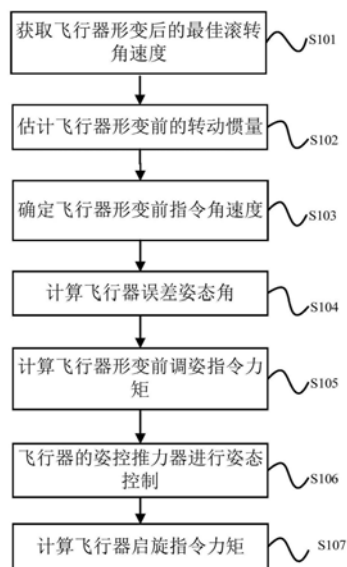 获取飞行器形变后的最佳滚转
角速度
S101
估计飞行器形变前的转动惯量
S102
确定飞行器形变前指令角速度
S103
计算飞行器误差姿态角
S104
计算飞行器形变前调姿指令力
矩
S105
飞行器的姿控推力器进行姿态
控制
S106
计算飞行器启旋指令力矩
S107